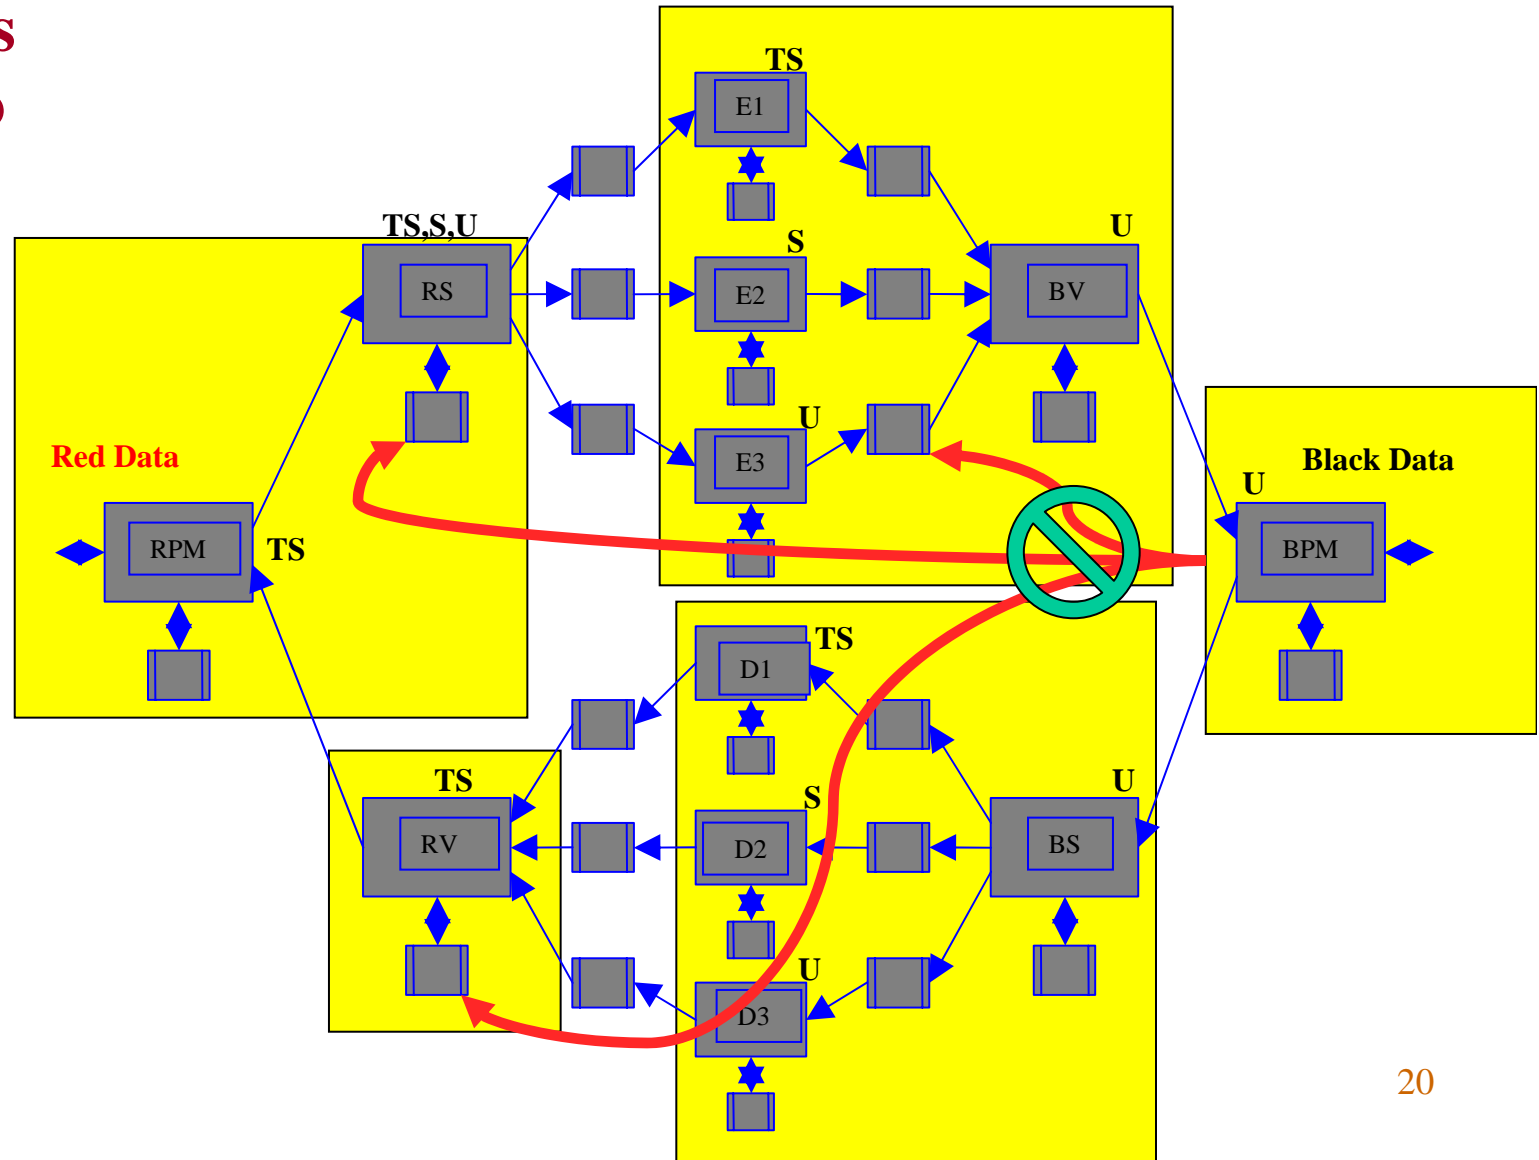 s
TS
E1
TS,S,U
S
U
RS
E2
BV
U
Red Data
E3
Black Data
U
RPM
TS
BPM
TS
D1
TS
S
U
RV
D2
BS
U
D3
20